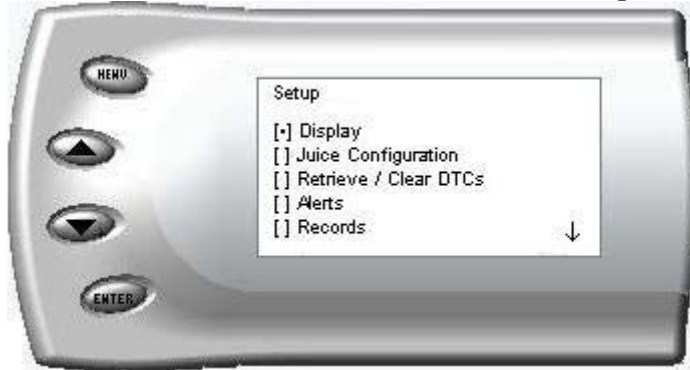 MENU
Setup
[•] Display
[ ] Juice Configuration
[ ] Retrieve / Clear DTCs
[ ] Alerts
[ ] Records
↓
ENTER